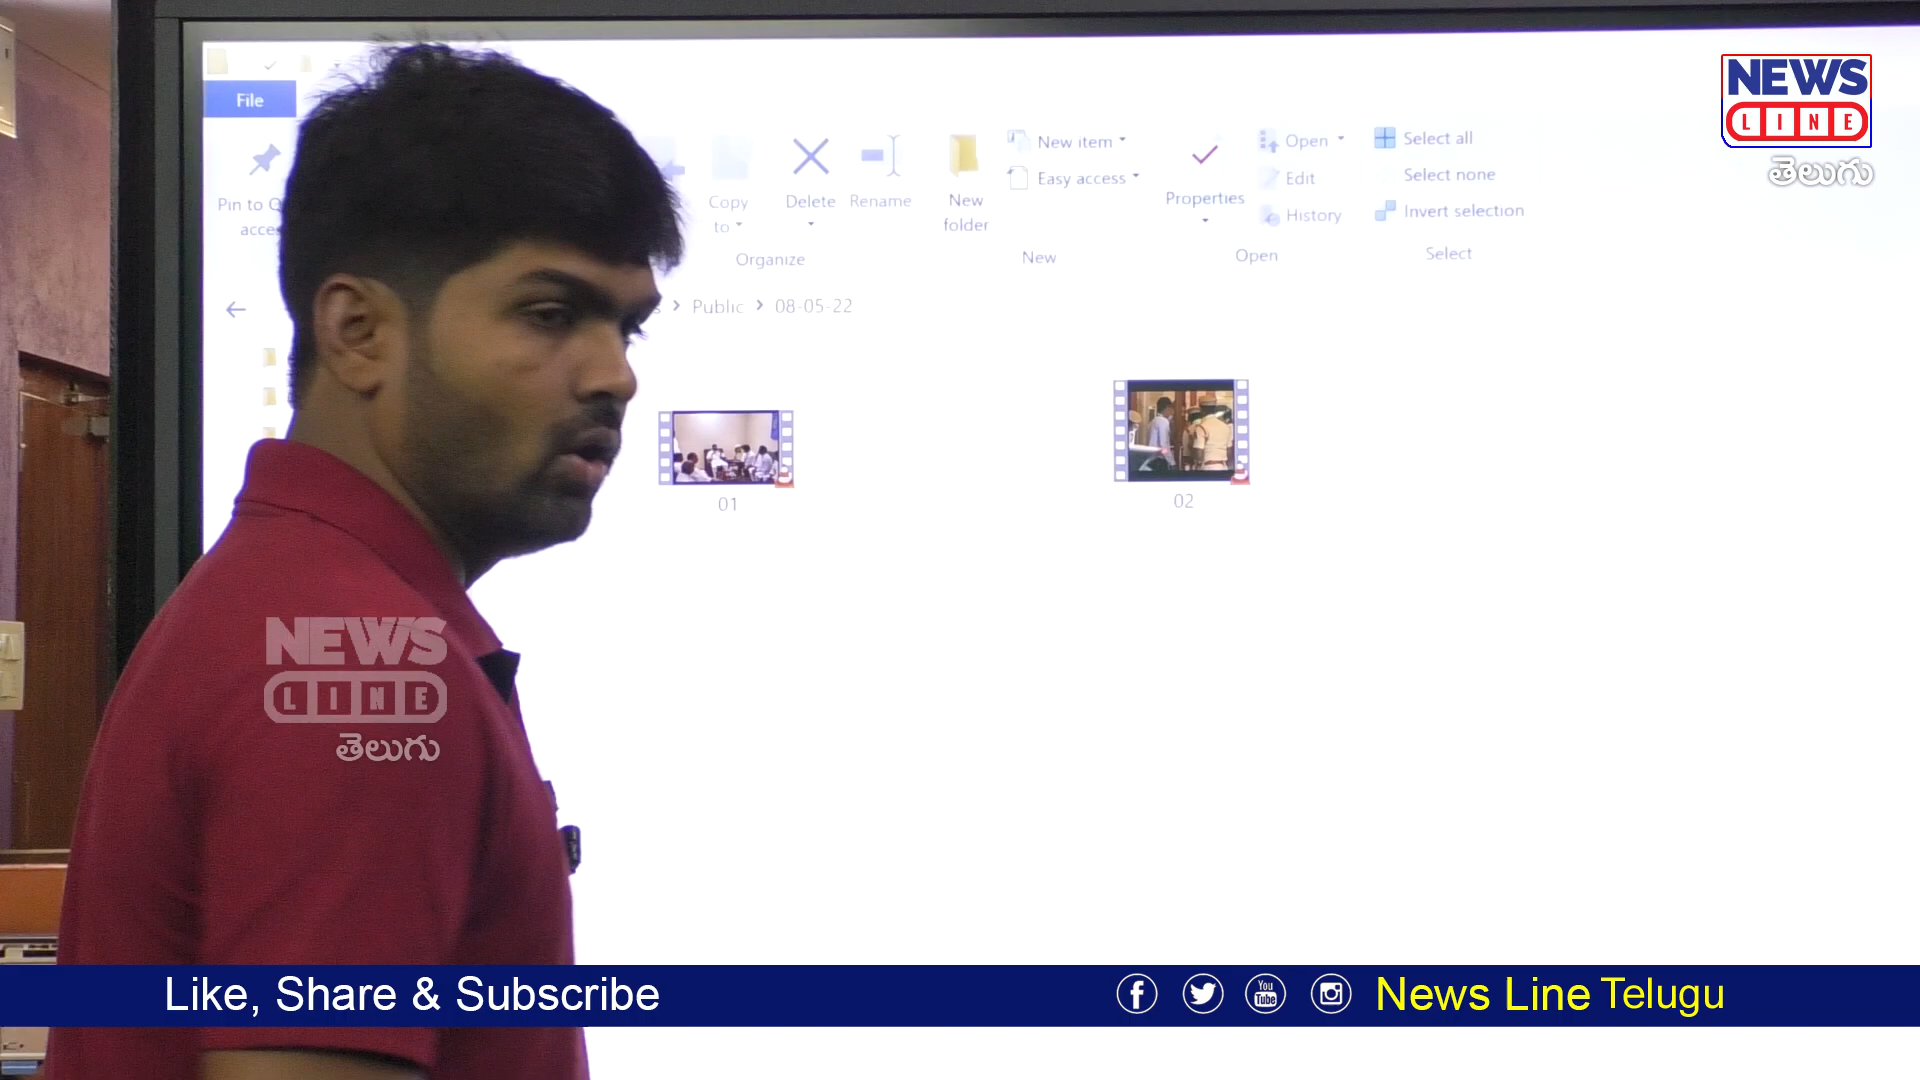 File
NEWS
LINE
తెలుగు
New item
Open
Select all
Easy access
Edit
Select none
Pin to
Copy
to
Delete
Rename
New
folder
Properties
History
Invert selection
Organize
New
Open
Select
Public
08-05-22
01
02
NEWS
LINE
తెలుగు
Like, Share & Subscribe
You
Tube
News Line Telugu